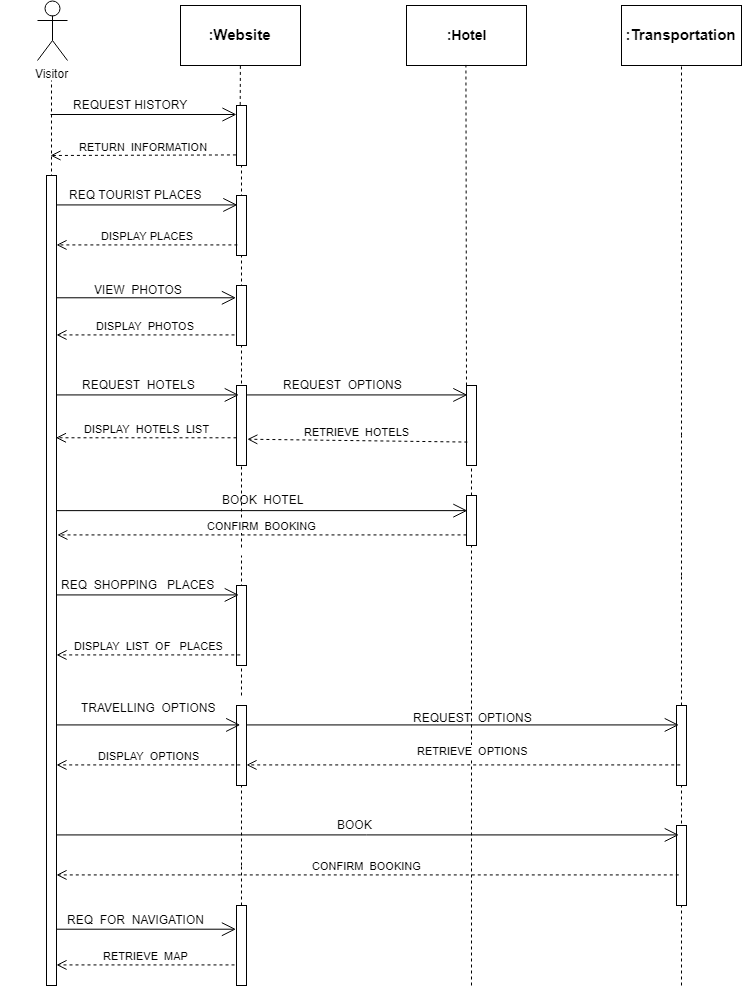 :Website
:Hotel
:Transportation
Visitor
REQUEST HISTORY
RETURN INFORMATION
REQ TOURIST PLACES
DISPLAY PLACES
VIEW PHOTOS
DISPLAY PHOTOS
REQUEST HOTELS
REQUEST OPTIONS
DISPLAY HOTELS LIST
RETRIEVE HOTELS
BOOK HOTEL
CONFIRM BOOKING
REQ SHOPPING PLACES
DISPLAY LIST OF PLACES
TRAVELLING OPTIONS
REQUEST OPTIONS
DISPLAY OPTIONS
RETRIEVE OPTIONS
BOOK
CONFIRM BOOKING
REQ FOR NAVIGATION
RETRIEVE MAP